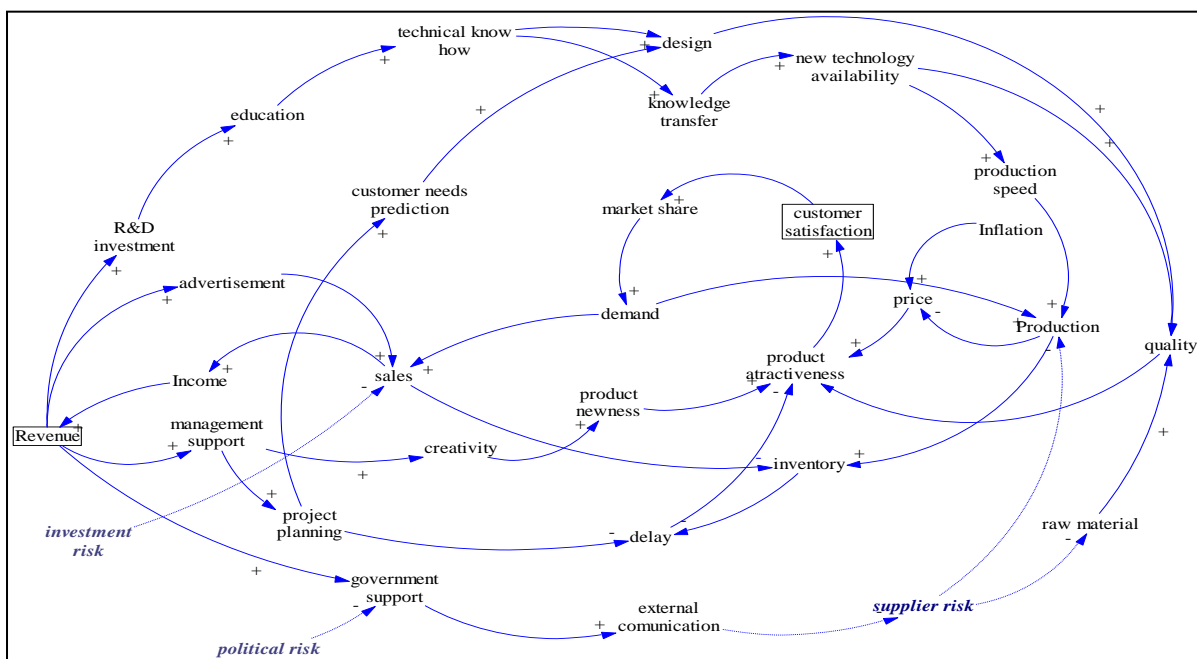 technical know
how
design
new technology
availability
education
knowledge
transfer
production
speed
customer needs
prediction
market share
customer
satisfaction
R&D
investment
Inflation
advertisement
price
demand
Production
quality
Income
sales
product
atractiveness
product
newness
Revenue
management
support
creativity
inventory
investment
risk
project
planning
delay
raw material
government
support
external
comunication
supplier risk
political risk